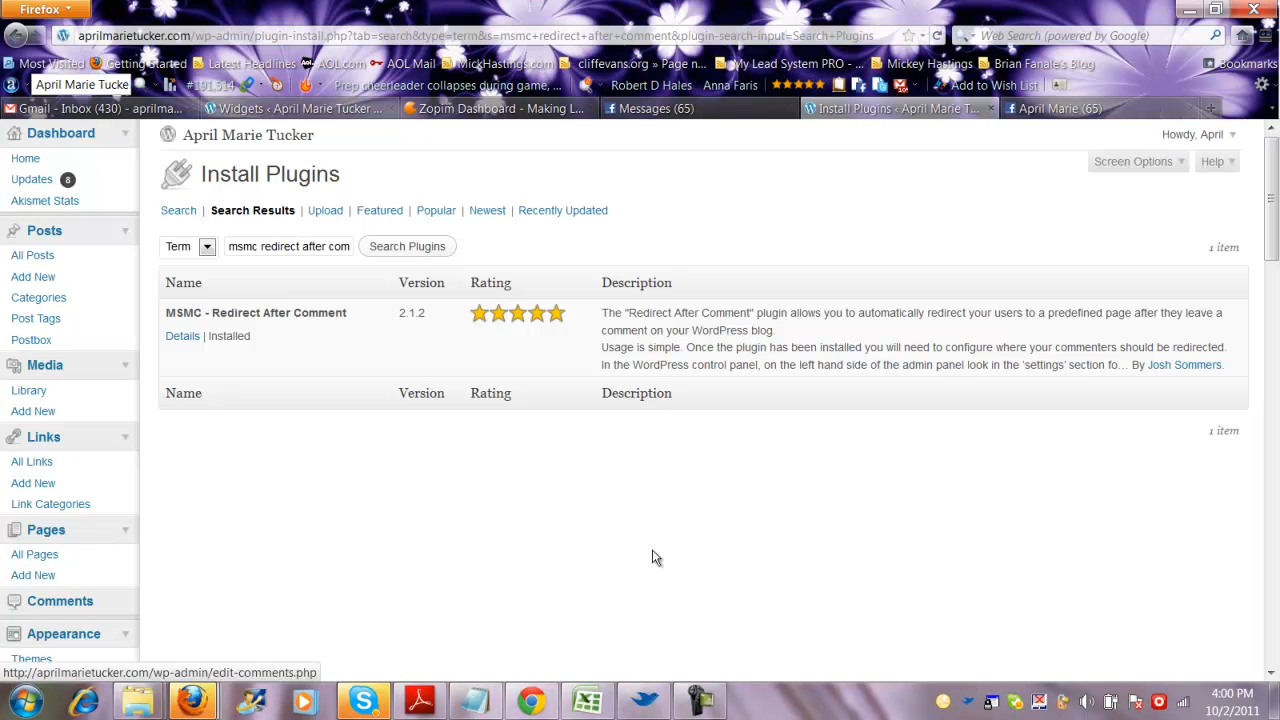 Firefox
aprilmarietucker.com/wp-admin/plugin-install.php?tab=search&type=term&s=msmc+redirect+after+comment&plugin-search-input=Search+Plugins
Web Search (powered by Google)
Most Visited Getting Started Latest Headlines AOL.com AOL Mail MickHastings.com cliffevans.org » Page n... My Lead System PRO - ... Mickey Hastings Brian Fanale's Blog Bookmarks
April Marie Tucke #191,514 Prep cheerleader collapses during game, ... Robert D Hales Anna Faris Add to Wish List
Gmail - Inbox (430) - aprilma... Widgets ‹ April Marie Tucker ... Zopim Dashboard - Making L... Messages (65) Install Plugins ‹ April Marie T... × April Marie (65)
Dashboard
Home
Updates 8
Akismet Stats
Posts
All Posts
Add New
Categories
Post Tags
Postbox
Media
Library
Add New
Links
All Links
Add New
Link Categories
Pages
All Pages
Add New
Comments
Appearance
Themes
April Marie Tucker
Howdy, April
Install Plugins
Screen Options Help
Search | Search Results | Upload | Featured | Popular | Newest | Recently Updated
Term msmc redirect after com Search Plugins
1 item
Name Version Rating Description
MSMC - Redirect After Comment 2.1.2 The "Redirect After Comment" plugin allows you to automatically redirect your users to a predefined page after they leave a
comment on your WordPress blog.
Details | Installed
Usage is simple. Once the plugin has been installed you will need to configure where your commenters should be redirected.
In the WordPress control panel, on the left hand side of the admin panel look in the ‘settings’ section fo… By Josh Sommers.
Name Version Rating Description
1 item
http://aprilmarietucker.com/wp-admin/edit-comments.php
4:00 PM
10/2/2011